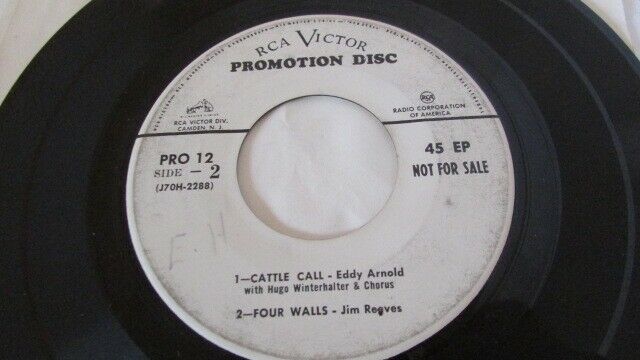 RCA VICTOR
PROMOTION DISC
RCA VICTOR DIV.
CAMDEN N. J.
RCA
RADIO CORPORATION
OF AMERICA
PRO 12
SIDE - 2
(J70H-2288)
45 EP
NOT FOR SALE
E.H
1—CATTLE CALL - Eddy Arnold
with Hugo Winterhalter & Chorus
2—FOUR WALLS - Jim Reeves